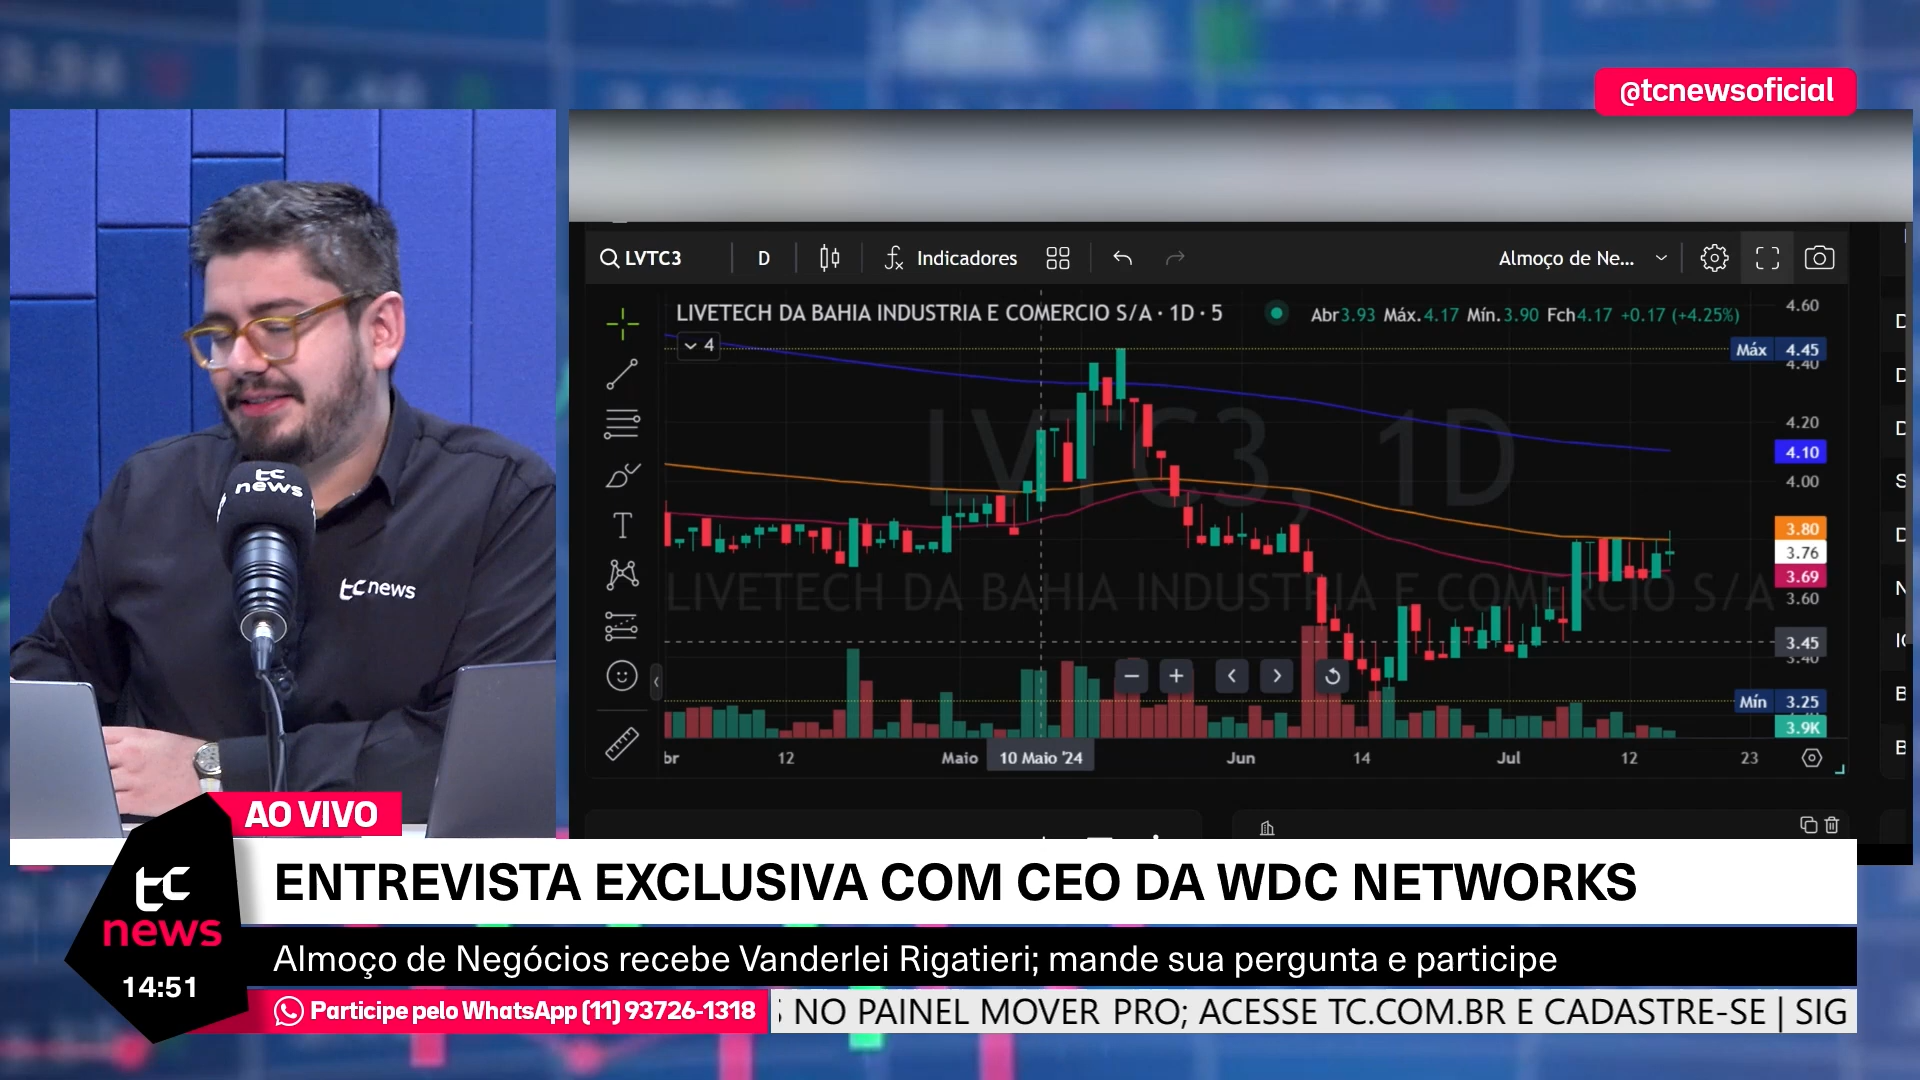 @tcnewsoficial
LVTC3
D
Indicadores
Almoço de Ne...
LIVETECH DA BAHIA INDUSTRIA E COMERCIO S/A · 1D · 5
Abr3.93 Máx.4.17 Mín.3.90 Fch4.17 +0.17 (+4.25%)
4
4.60
Máx 4.45
4.40
4.20
4.10
4.00
3.80
3.76
3.69
3.60
3.45
3.40
Mín 3.25
3.9K
LVTC3, 1D
LIVETECH DA BAHIA INDUSTRIA E COMERCIO S/A
br 12 Maio 10 Maio '24 Jun 14 Jul 12 23
tc
news
tc news
AO VIVO
ENTREVISTA EXCLUSIVA COM CEO DA WDC NETWORKS
Almoço de Negócios recebe Vanderlei Rigatieri; mande sua pergunta e participe
tc
news
14:51
Participe pelo WhatsApp (11) 93726-1318
NO PAINEL MOVER PRO; ACESSE TC.COM.BR E CADASTRE-SE | SIG